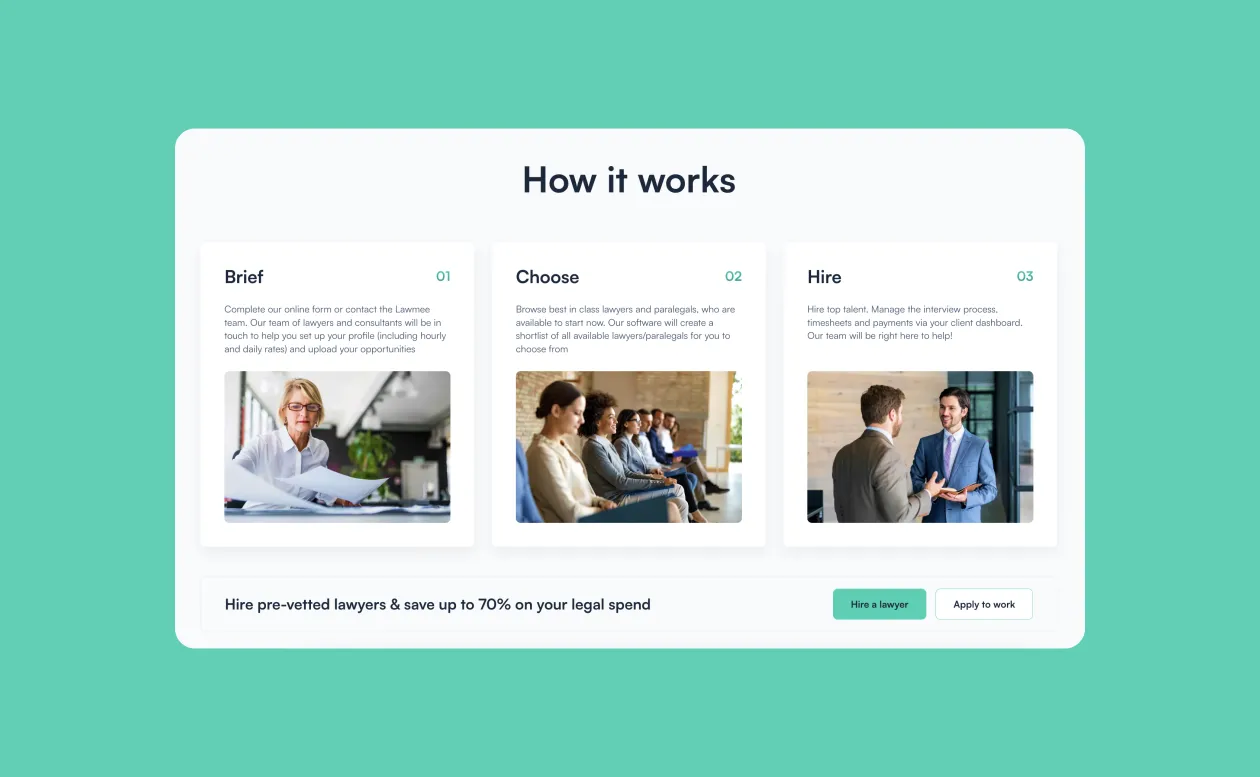 How it works
Brief
01
Complete our online form or contact the Lawmee
team. Our team of lawyers and consultants will be in
touch to help you set up your profile (including hourly
and daily rates) and upload your opportunities
Choose
02
Browse best in class lawyers and paralegals, who are
available to start now. Our software will create a
shortlist of all available lawyers/paralegals for you to
choose from
Hire
03
Hire top talent. Manage the interview process,
timesheets and payments via your client dashboard.
Our team will be right here to help!
Hire pre-vetted lawyers & save up to 70% on your legal spend
Hire a lawyer
Apply to work